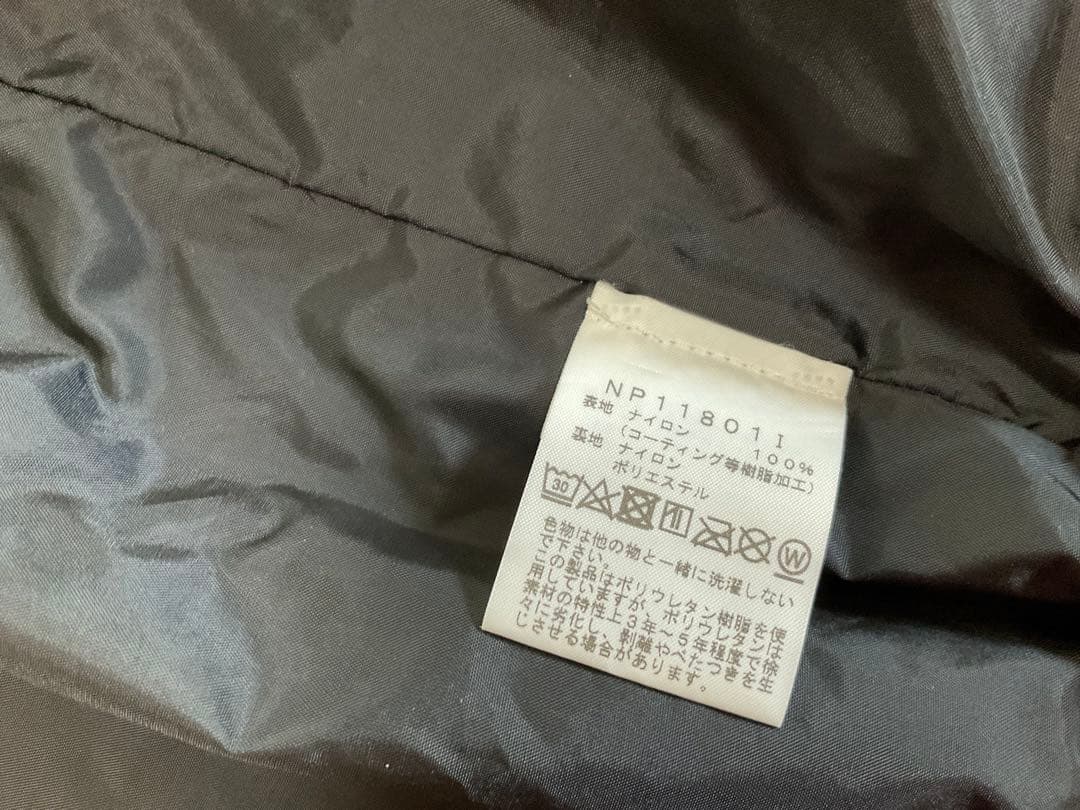 NP11801I
表地 ナイロン 100%
(コーティング等樹脂加工)
裏地 ナイロン
ポリエステル
30 W
色物は他の物と一緒に洗濯しない
で下さい。
この製品はポリウレタン樹脂を使
用していますが、ポリウレタンは
素材の特性上3年~5年程度で徐
々に劣化し、剥離やべたつきを生
じさせる場合があります。